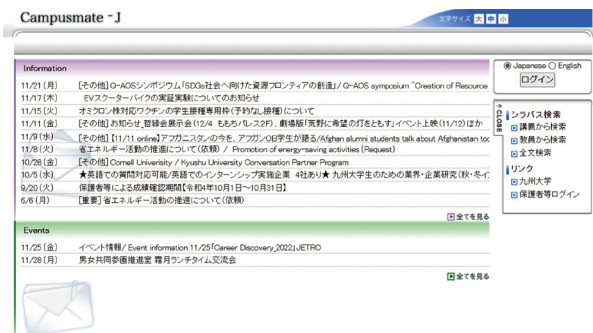 Campusmate-J
文字サイズ 大 中 小
Information
11/21(月) [その他] Q-AOSシンポジウム「SDGs社会へ向けた資源フロンティアの創造」/ Q-AOS symposium "Creation of Resource
11/17(木) EVスクーターバイクの実証実験についてのお知らせ
11/15(火) オミクロン株対応ワクチンの学生接種専用枠(予約なし接種)について
11/11(金) [その他] お知らせ_答礼会展示会(12/4 ももちパレス2F)、劇場版「荒野に希望の灯をともす」イベント上映(11/12)ほか
11/9(水) [その他]【11/11 online】アフガニスタンの今を、アフガンOB学生が語る/Afghan alumni students talk about Afghanistan toc
11/8(火) 省エネルギー活動の推進について(依頼) / Promotion of energy-saving activities (Request)
10/28(金) [その他] Cornell Univerisity / Kyushu University Conversation Partner Program
10/5(水) ★英語での質問対応可能/英語でのインターンシップ実施企業 4社あり★ 九州大学生のための業界・企業研究(秋・冬イン
9/20(火) 保護者等による成績確認期間【令和4年10月1日～10月31日】
6/6(月) [重要] 省エネルギー活動の推進について(依頼)
全てを見る
Events
11/25(金) イベント情報/ Event information 11/25「Career Discovery_2022」JETRO
11/28(月) 男女共同参画推進室 霜月ランチタイム交流会
全てを見る
Japanese English
ログイン
CLOSE
シラバス検索
講義から検索
教員から検索
全文検索
リンク
九州大学
保護者等ログイン